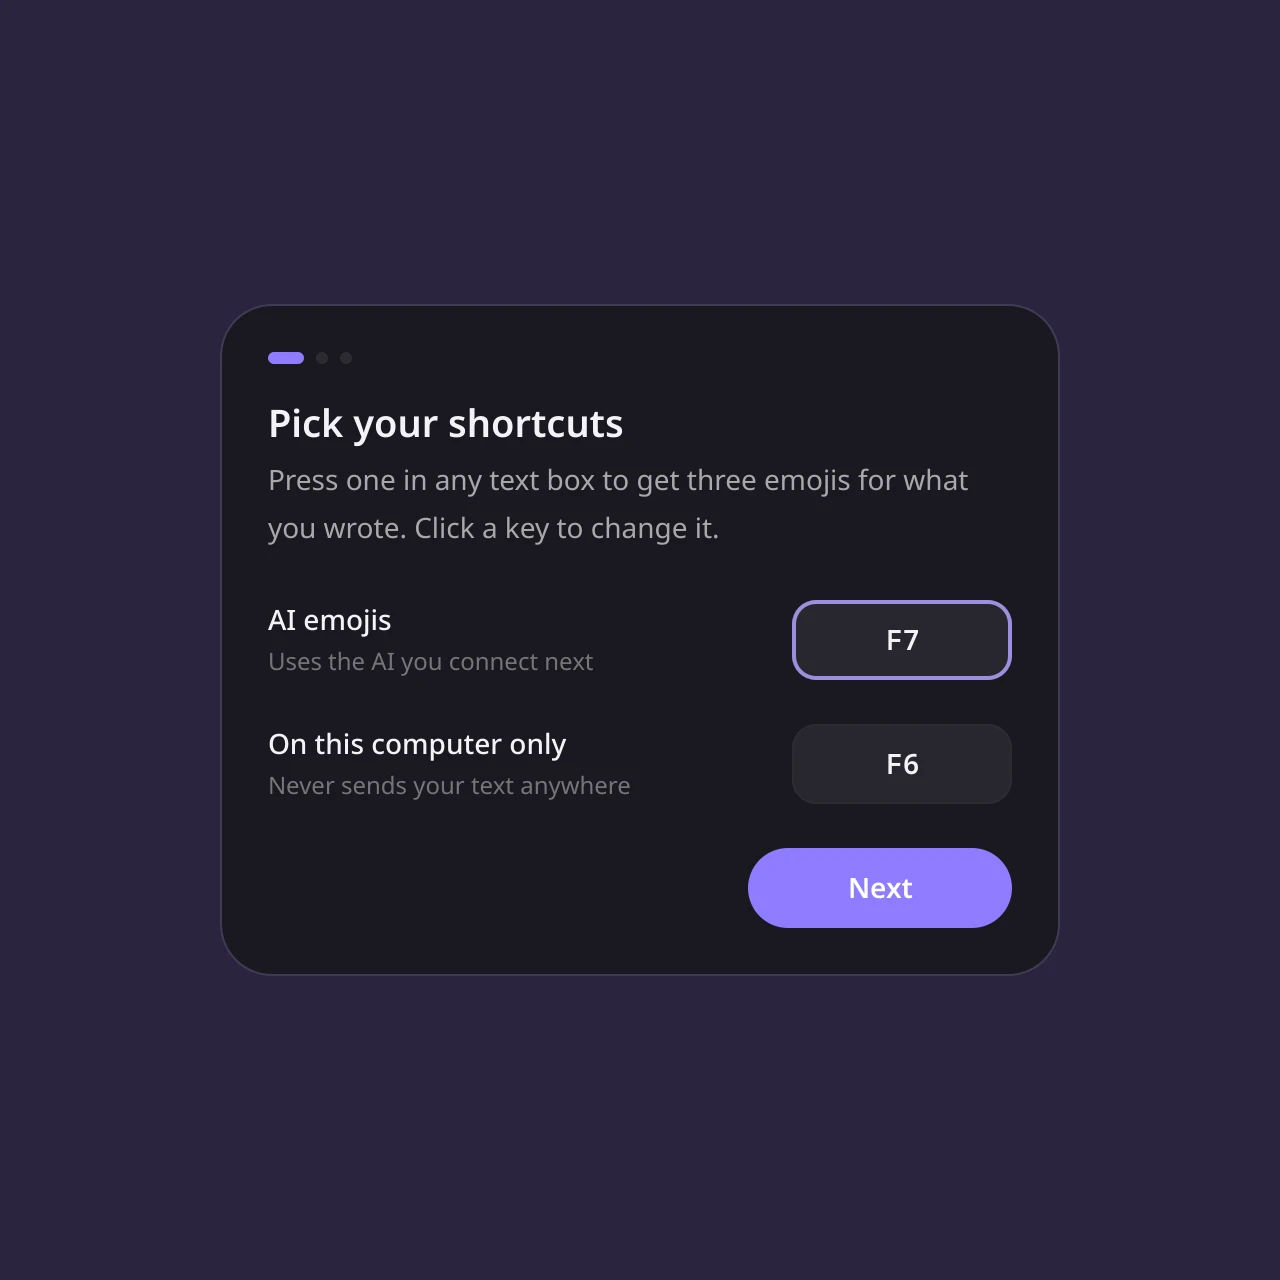 Pick your shortcuts
Press one in any text box to get three emojis for what
you wrote. Click a key to change it.
AI emojis
Uses the AI you connect next
F7
On this computer only
Never sends your text anywhere
F6
Next